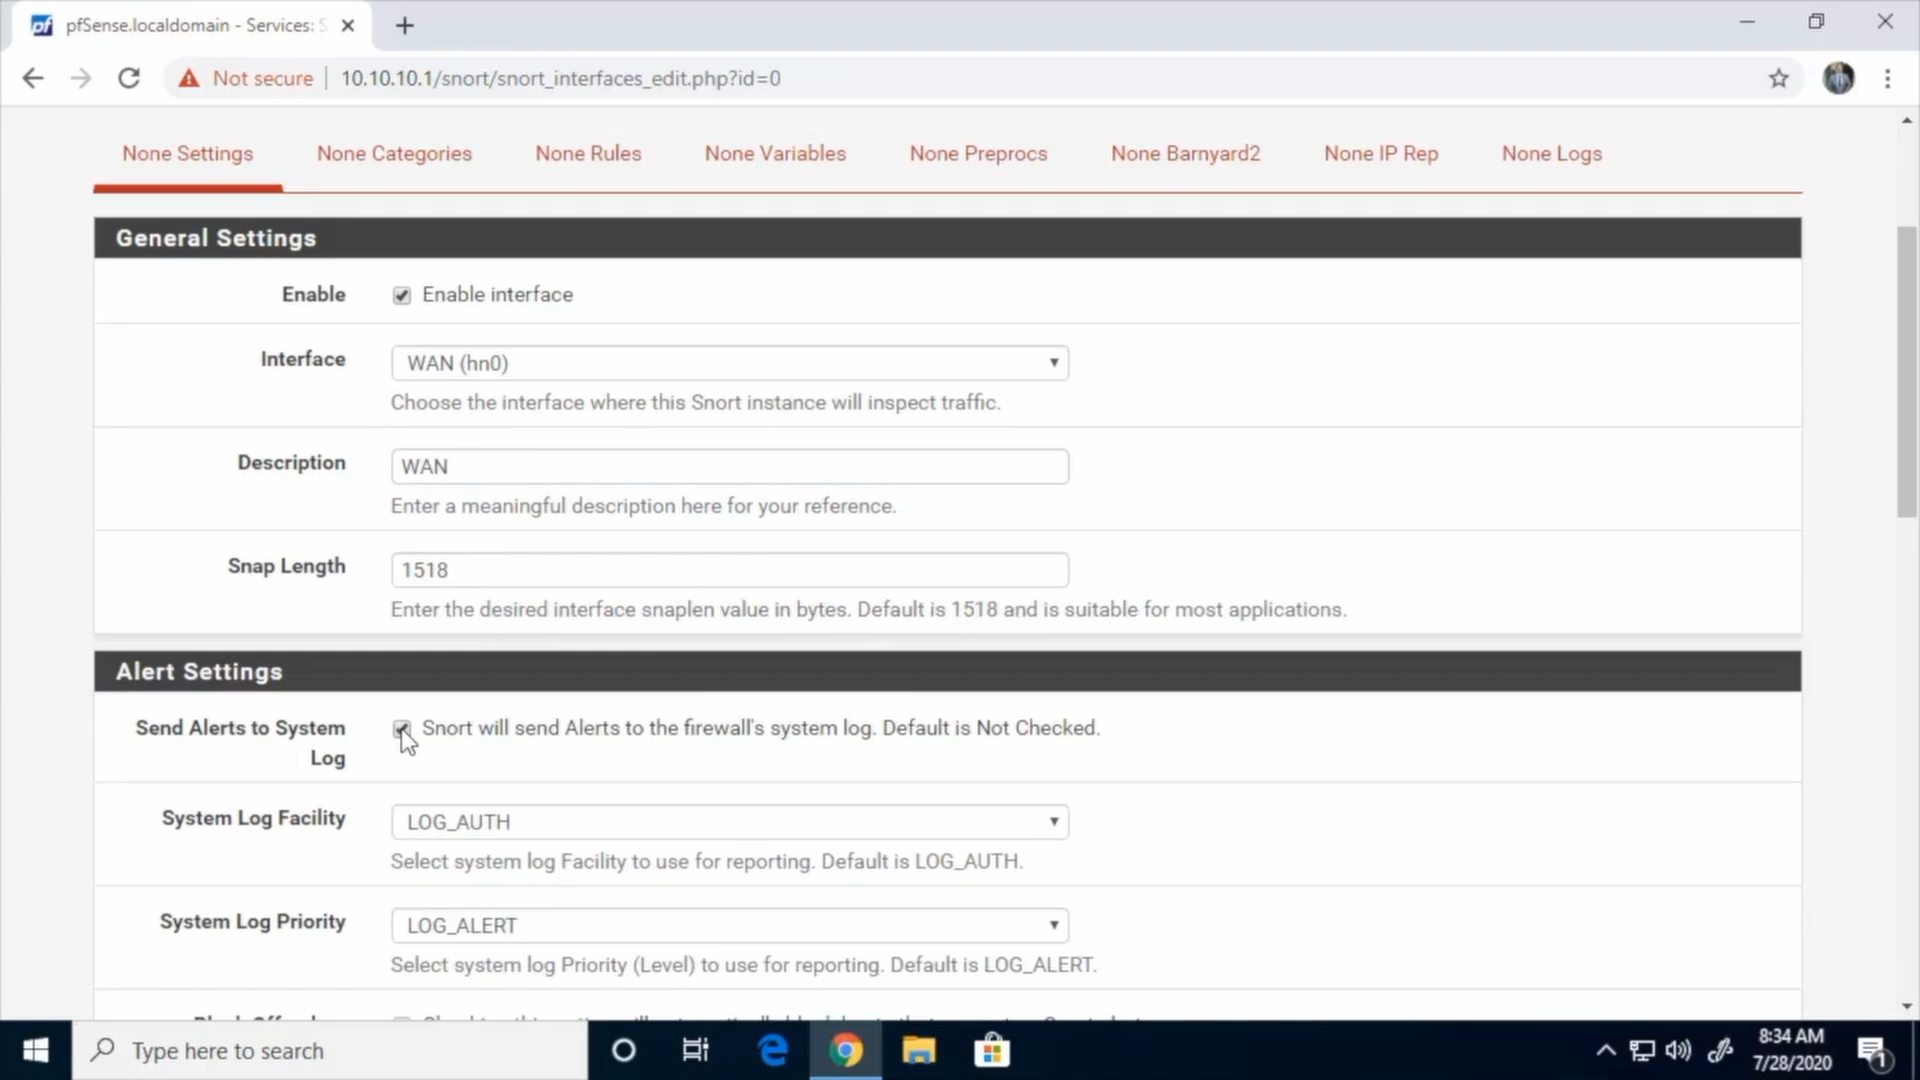 pfSense.localdomain - Services: S
Not secure 10.10.10.1/snort/snort_interfaces_edit.php?id=0
None Settings None Categories None Rules None Variables None Preprocs None Barnyard2 None IP Rep None Logs
General Settings
Enable Enable interface
Interface WAN (hn0)
Choose the interface where this Snort instance will inspect traffic.
Description WAN
Enter a meaningful description here for your reference.
Snap Length 1518
Enter the desired interface snaplen value in bytes. Default is 1518 and is suitable for most applications.
Alert Settings
Send Alerts to System Snort will send Alerts to the firewall's system log. Default is Not Checked.
Log
System Log Facility LOG_AUTH
Select system log Facility to use for reporting. Default is LOG_AUTH.
System Log Priority LOG_ALERT
Select system log Priority (Level) to use for reporting. Default is LOG_ALERT.
Type here to search
8:34 AM
7/28/2020
1